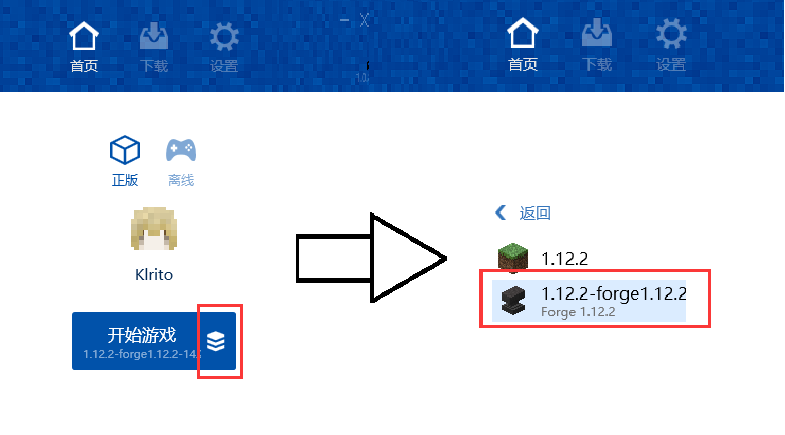 首页 下载 设置
首页 下载 设置
正版 离线
Klrito
开始游戏
1.12.2-forge1.12.2-14
返回
1.12.2
1.12.2-forge1.12.2
Forge 1.12.2